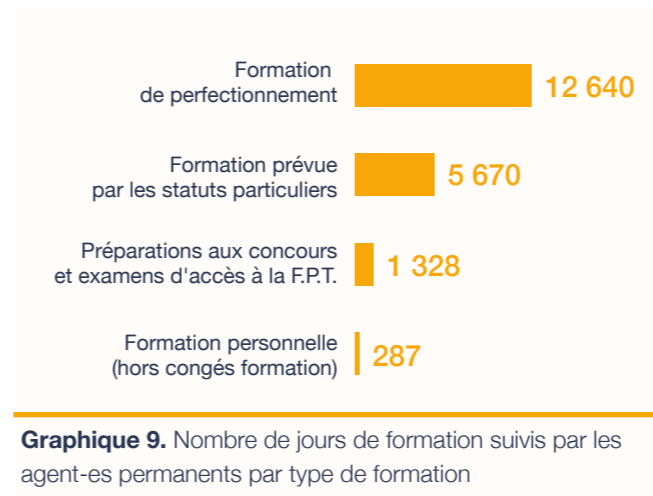 Formation
de perfectionnement
12 640
Formation prévue
par les statuts particuliers
5 670
Préparations aux concours
et examens d'accès à la F.P.T.
1 328
Formation personnelle
(hors congés formation)
287
Graphique 9. Nombre de jours de formation suivis par les
agent-es permanents par type de formation